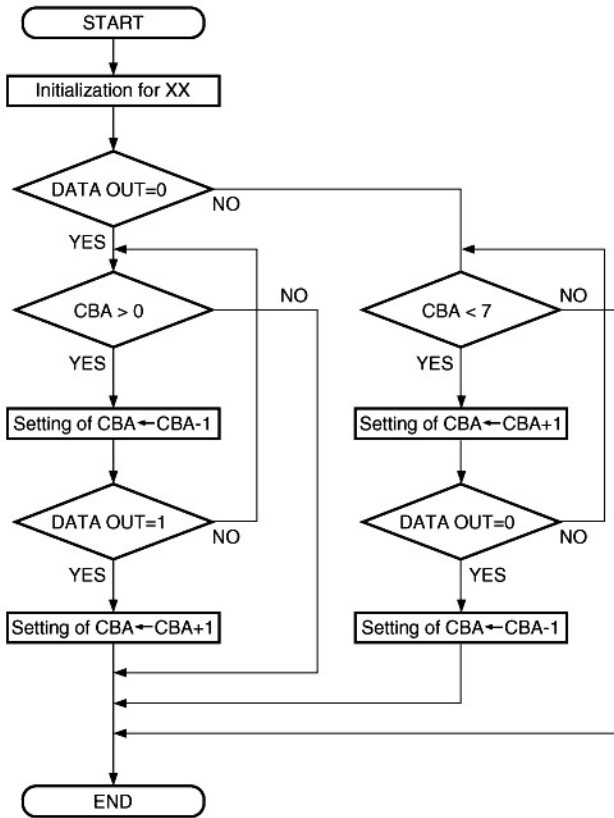 START
Initialization for XX
DATA OUT=0
NO
YES
CBA > 0
NO
YES
Setting of CBA←CBA-1
DATA OUT=1
NO
YES
Setting of CBA←CBA+1
CBA < 7
NO
YES
Setting of CBA←CBA+1
DATA OUT=0
NO
YES
Setting of CBA←CBA-1
END